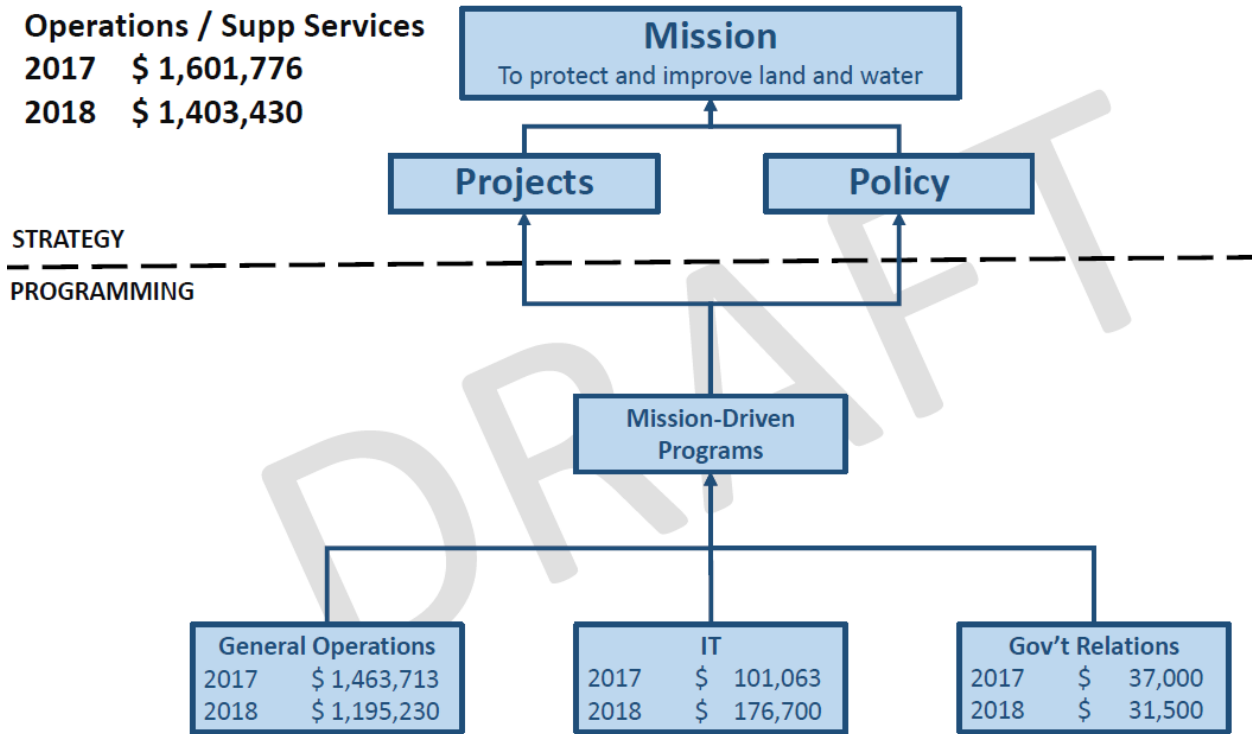 Operations / Supp Services
2017 $ 1,601,776
2018 $ 1,403,430
Mission
To protect and improve land and water
Projects
Policy
STRATEGY
PROGRAMMING
DRAFT
Mission-Driven
Programs
General Operations
2017 $ 1,463,713
2018 $ 1,195,230
IT
2017 $ 101,063
2018 $ 176,700
Gov't Relations
2017 $ 37,000
2018 $ 31,500